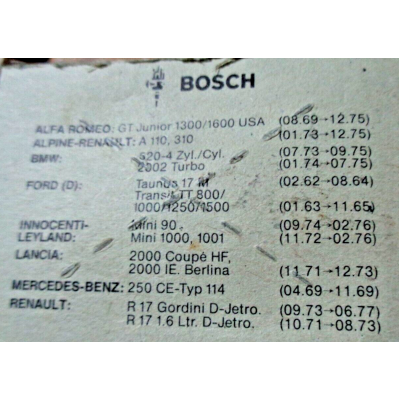 BOSCH
ALFA ROMEO: GT Junior 1300/1600 USA (08.69→12.75)
ALPINE-RENAULT: A 110, 310 (01.73→12.75)
BMW: 520-4 Zyl./Cyl. (07.73→09.75)
2002 Turbo (01.74→07.75)
FORD (D): Taunus 17 M (02.62→08.64)
Transit TT 800/
1000/1250/1500 (01.63→11.65)
INNOCENTI- Mini 90 (09.74→02.76)
LEYLAND: Mini 1000, 1001 (11.72→02.76)
LANCIA: 2000 Coupè HF,
2000 IE. Berlina (11.71→12.73)
MERCEDES-BENZ: 250 CE-Typ 114 (04.69→11.69)
RENAULT: R 17 Gordini D-Jetro. (09.73→06.77)
R 17 1.6 Ltr. D-Jetro. (10.71→08.73)